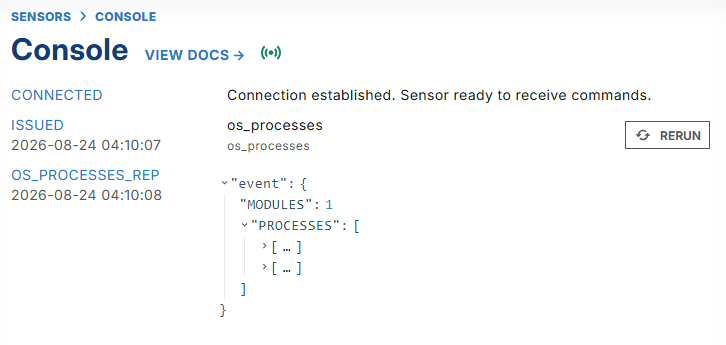 SENSORS > CONSOLE
Console VIEW DOCS →
CONNECTED Connection established. Sensor ready to receive commands.
ISSUED os_processes
2026-08-24 04:10:07 os_processes
RERUN
OS_PROCESSES_REP
2026-08-24 04:10:08
"event": {
"MODULES": 1
"PROCESSES": [
[ … ]
[ … ]
]
}